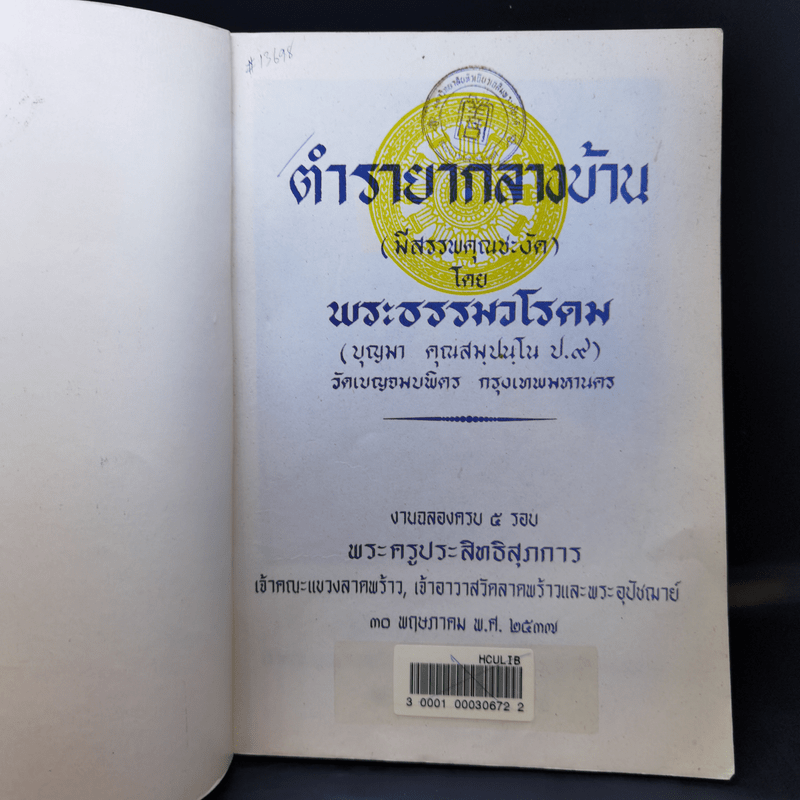 #13698
ตำรายากลางบ้าน
(มีสรรพคุณชะงัด)
โดย
พระธรรมวโรดม
(บุญมา คุณสมฺปนฺโน ป.๙)
วัดเบญจมบพิตร กรุงเทพมหานคร
งานฉลองครบ ๕ รอบ
พระครูประสิทธิสุภการ
เจ้าคณะแขวงลาดพร้าว, เจ้าอาวาสวัดลาดพร้าวและพระอุปัชฌาย์
๓๐ พฤษภาคม พ.ศ. ๒๕๓๗
HCULIB
3 0001 00030672 2